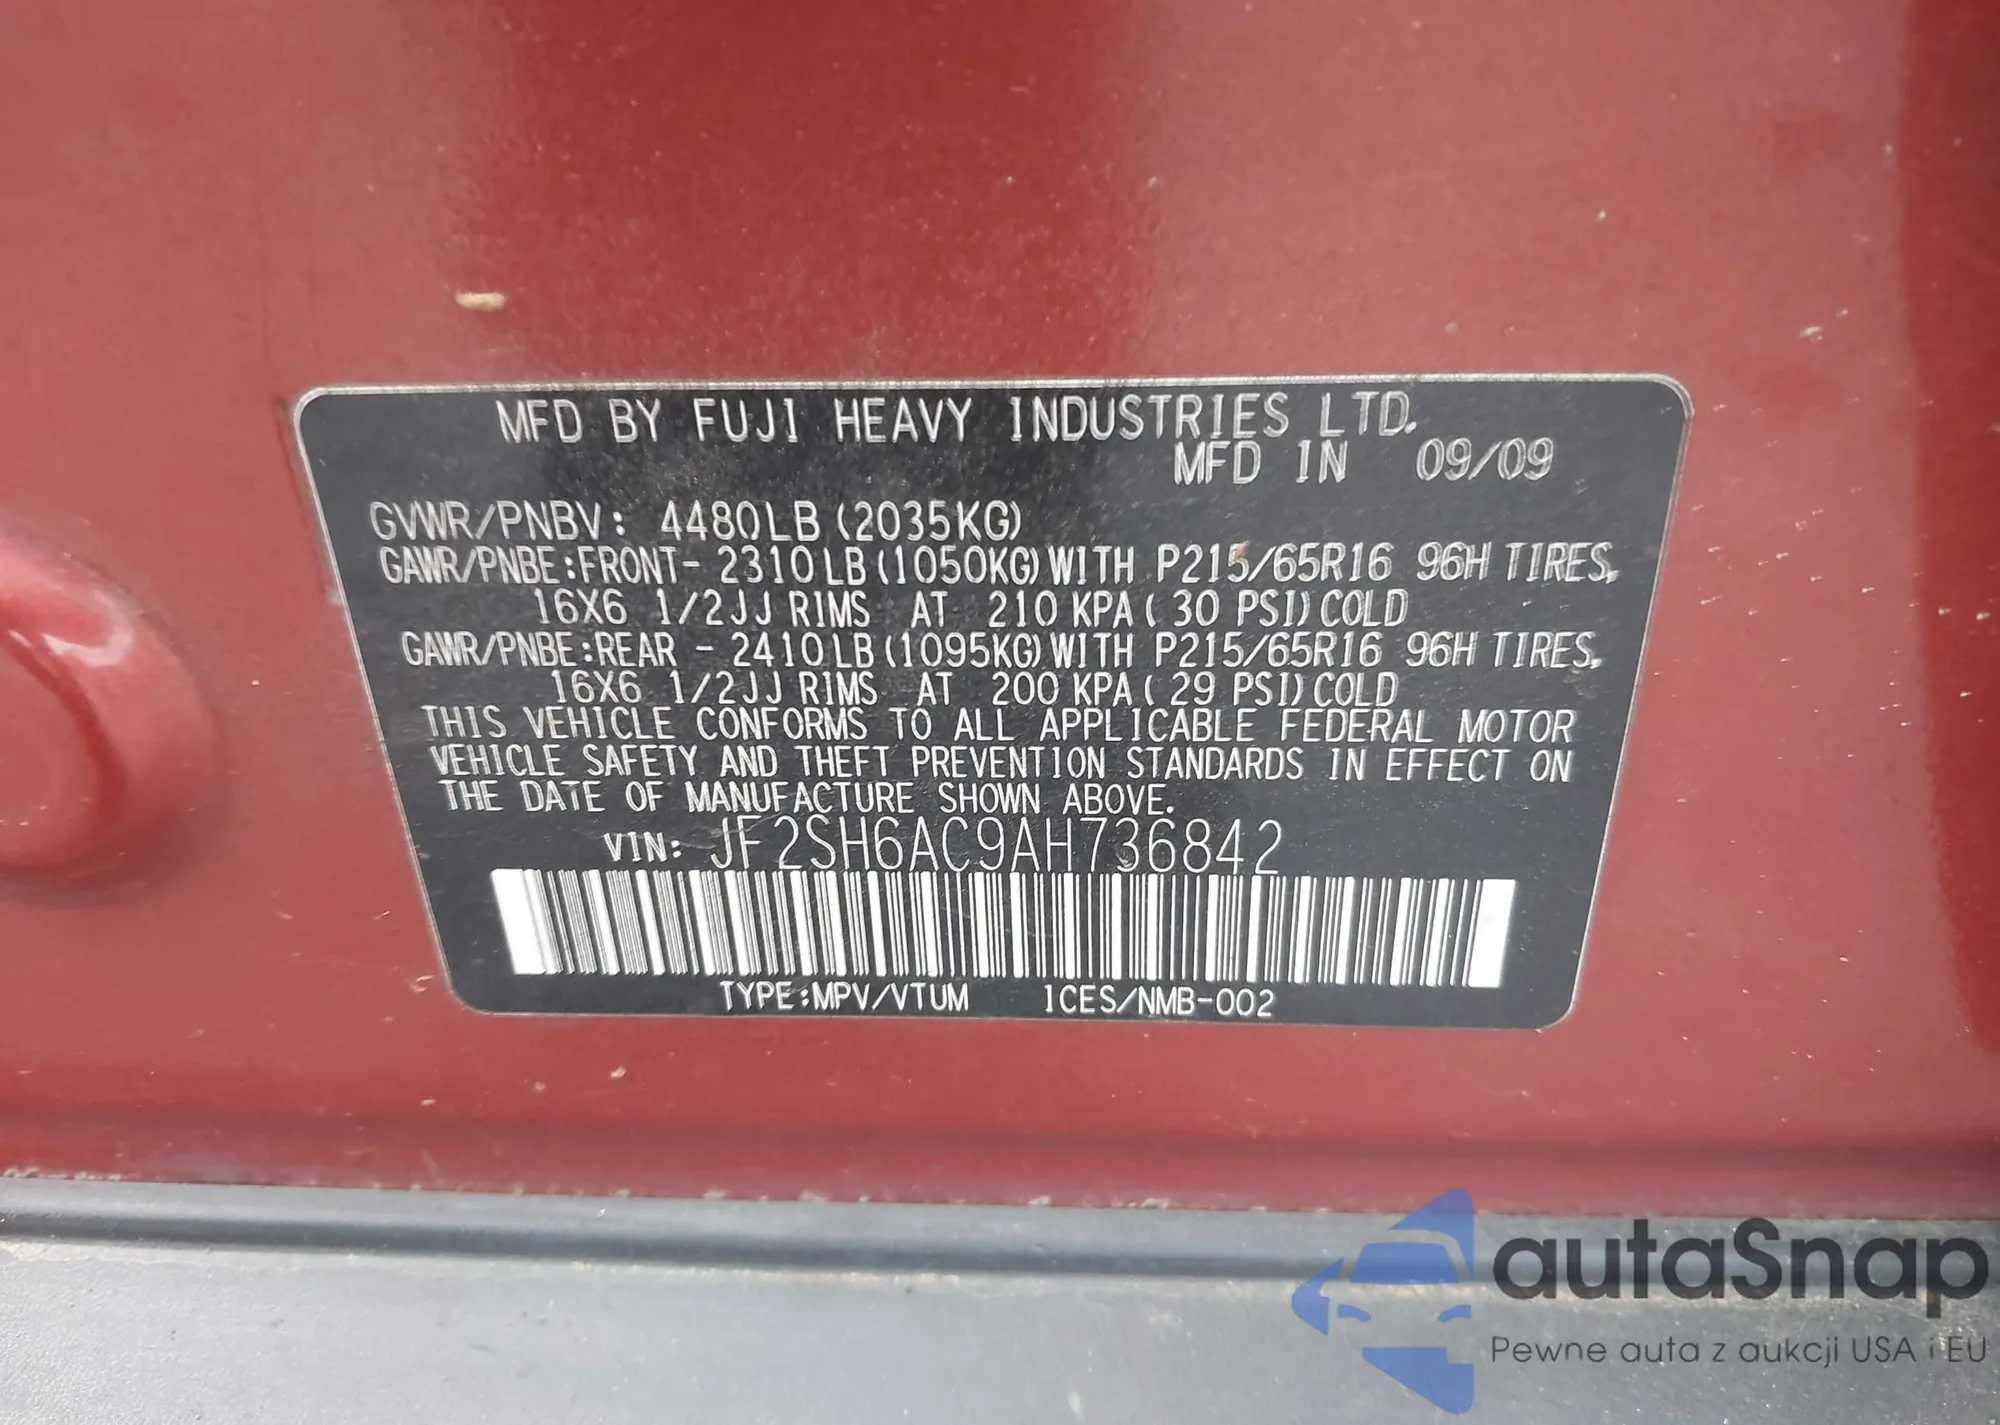 MFD BY FUJI HEAVY INDUSTRIES LTD.
MFD IN 09/09
GVWR/PNBV: 4480LB (2035KG)
GAWR/PNBE:FRONT- 2310LB (1050KG) WITH P215/65R16 96H TIRES,
16X6 1/2JJ RIMS AT 210 KPA ( 30 PSI) COLD
GAWR/PNBE:REAR - 2410LB (1095KG) WITH P215/65R16 96H TIRES,
16X6 1/2JJ RIMS AT 200 KPA ( 29 PSI) COLD
THIS VEHICLE CONFORMS TO ALL APPLICABLE FEDERAL MOTOR
VEHICLE SAFETY AND THEFT PREVENTION STANDARDS IN EFFECT ON
THE DATE OF MANUFACTURE SHOWN ABOVE.
VIN: JF2SH6AC9AH736842
TYPE:MPV/VTUM ICES/NMB-002
autaSnap
Pewne auta z aukcji USA i EU